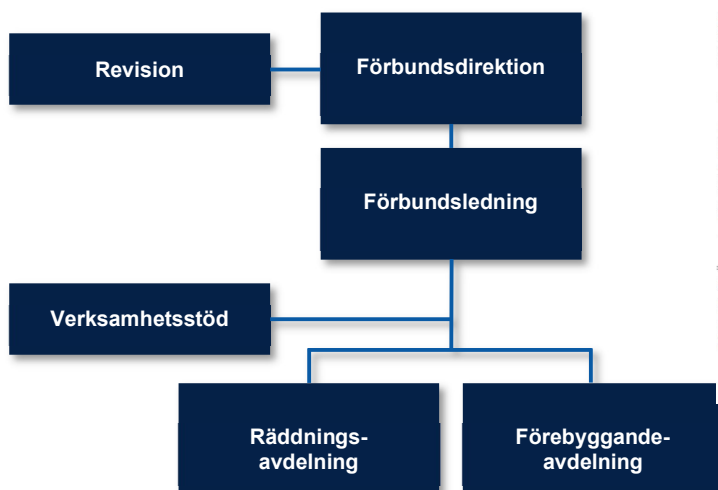 Revision
Förbundsdirektion
Förbundsledning
Verksamhetsstöd
Räddnings-
avdelning
Förebyggande-
avdelning